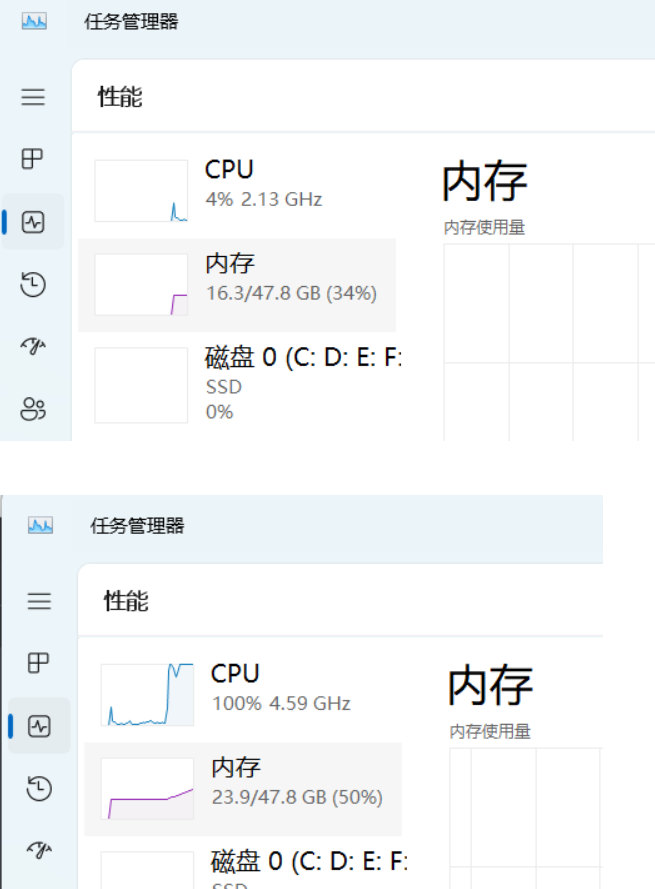 任务管理器
性能
CPU
4% 2.13 GHz
内存
16.3/47.8 GB (34%)
磁盘 0 (C: D: E: F:
SSD
0%
内存
内存使用量
任务管理器
性能
CPU
100% 4.59 GHz
内存
23.9/47.8 GB (50%)
磁盘 0 (C: D: E: F:
SSD
内存
内存使用量